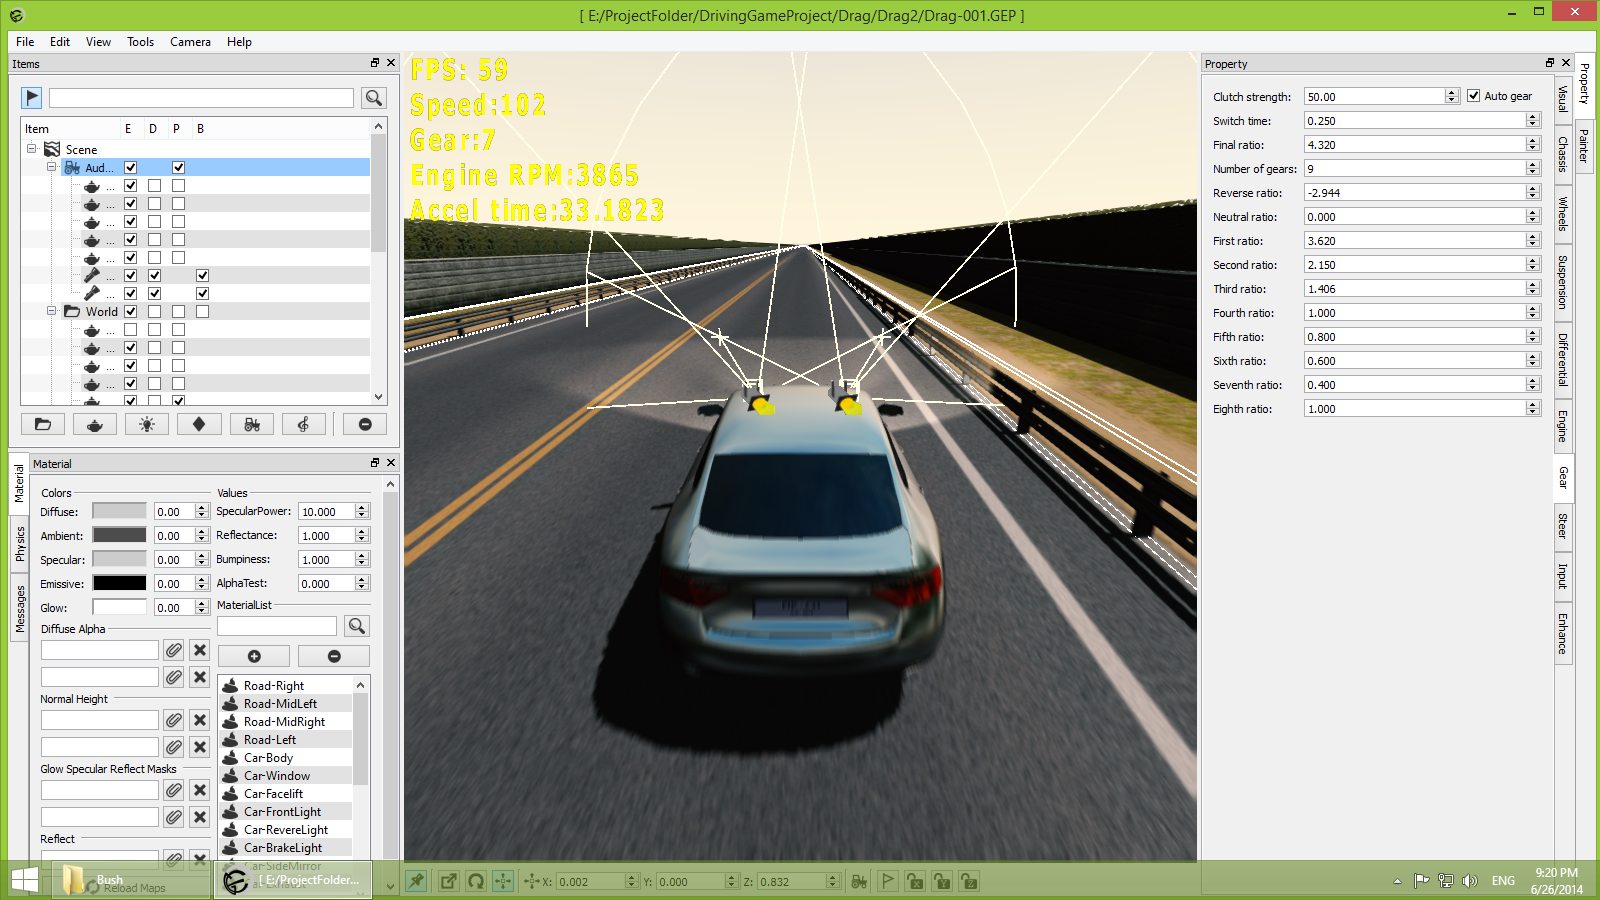 [ E:/ProjectFolder/DrivingGameProject/Drag/Drag2/Drag-001.GEP ]
File Edit View Tools Camera Help
Items
Item E D P B
Scene
Aud...
...
...
...
...
...
...
...
World
...
...
...
...
...
Material
Physics
Messages
Material
Colors
Diffuse: 0.00
Ambient: 0.00
Specular: 0.00
Emissive: 0.00
Glow: 0.00
Diffuse Alpha
Normal Height
Glow Specular Reflect Masks
Reflect
Reload Maps
Values
SpecularPower: 10.000
Reflectance: 1.000
Bumpiness: 1.000
AlphaTest: 0.000
MaterialList
Road-Right
Road-MidLeft
Road-MidRight
Road-Left
Car-Body
Car-Window
Car-Facelift
Car-FrontLight
Car-RevereLight
Car-BrakeLight
Car-SideMirror
FPS: 59
Speed:102
Gear:7
Engine RPM:3865
Accel time:33.1823
X: 0.002 Y: 0.000 Z: 0.832
Property
Clutch strength: 50.00 Auto gear
Switch time: 0.250
Final ratio: 4.320
Number of gears: 9
Reverse ratio: -2.944
Neutral ratio: 0.000
First ratio: 3.620
Second ratio: 2.150
Third ratio: 1.406
Fourth ratio: 1.000
Fifth ratio: 0.800
Sixth ratio: 0.600
Seventh ratio: 0.400
Eighth ratio: 1.000
Visual
Chassis
Wheels
Suspension
Differential
Engine
Gear
Steer
Input
Enhance
Property
Painter
Bush
[ E:/ProjectFolder...
ENG
9:20 PM
6/26/2014